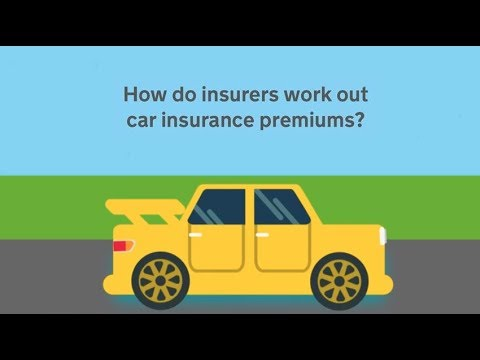 How do insurers work out
car insurance premiums?